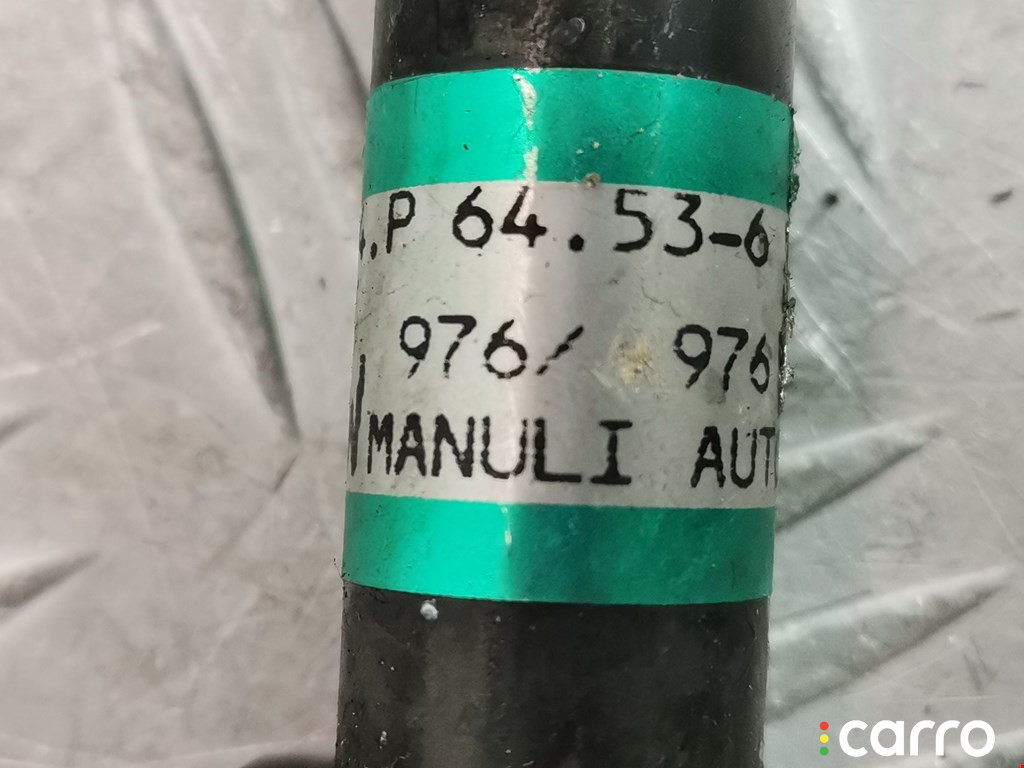 .P 64.53-6
976/ 976
MANULI AUT
carro